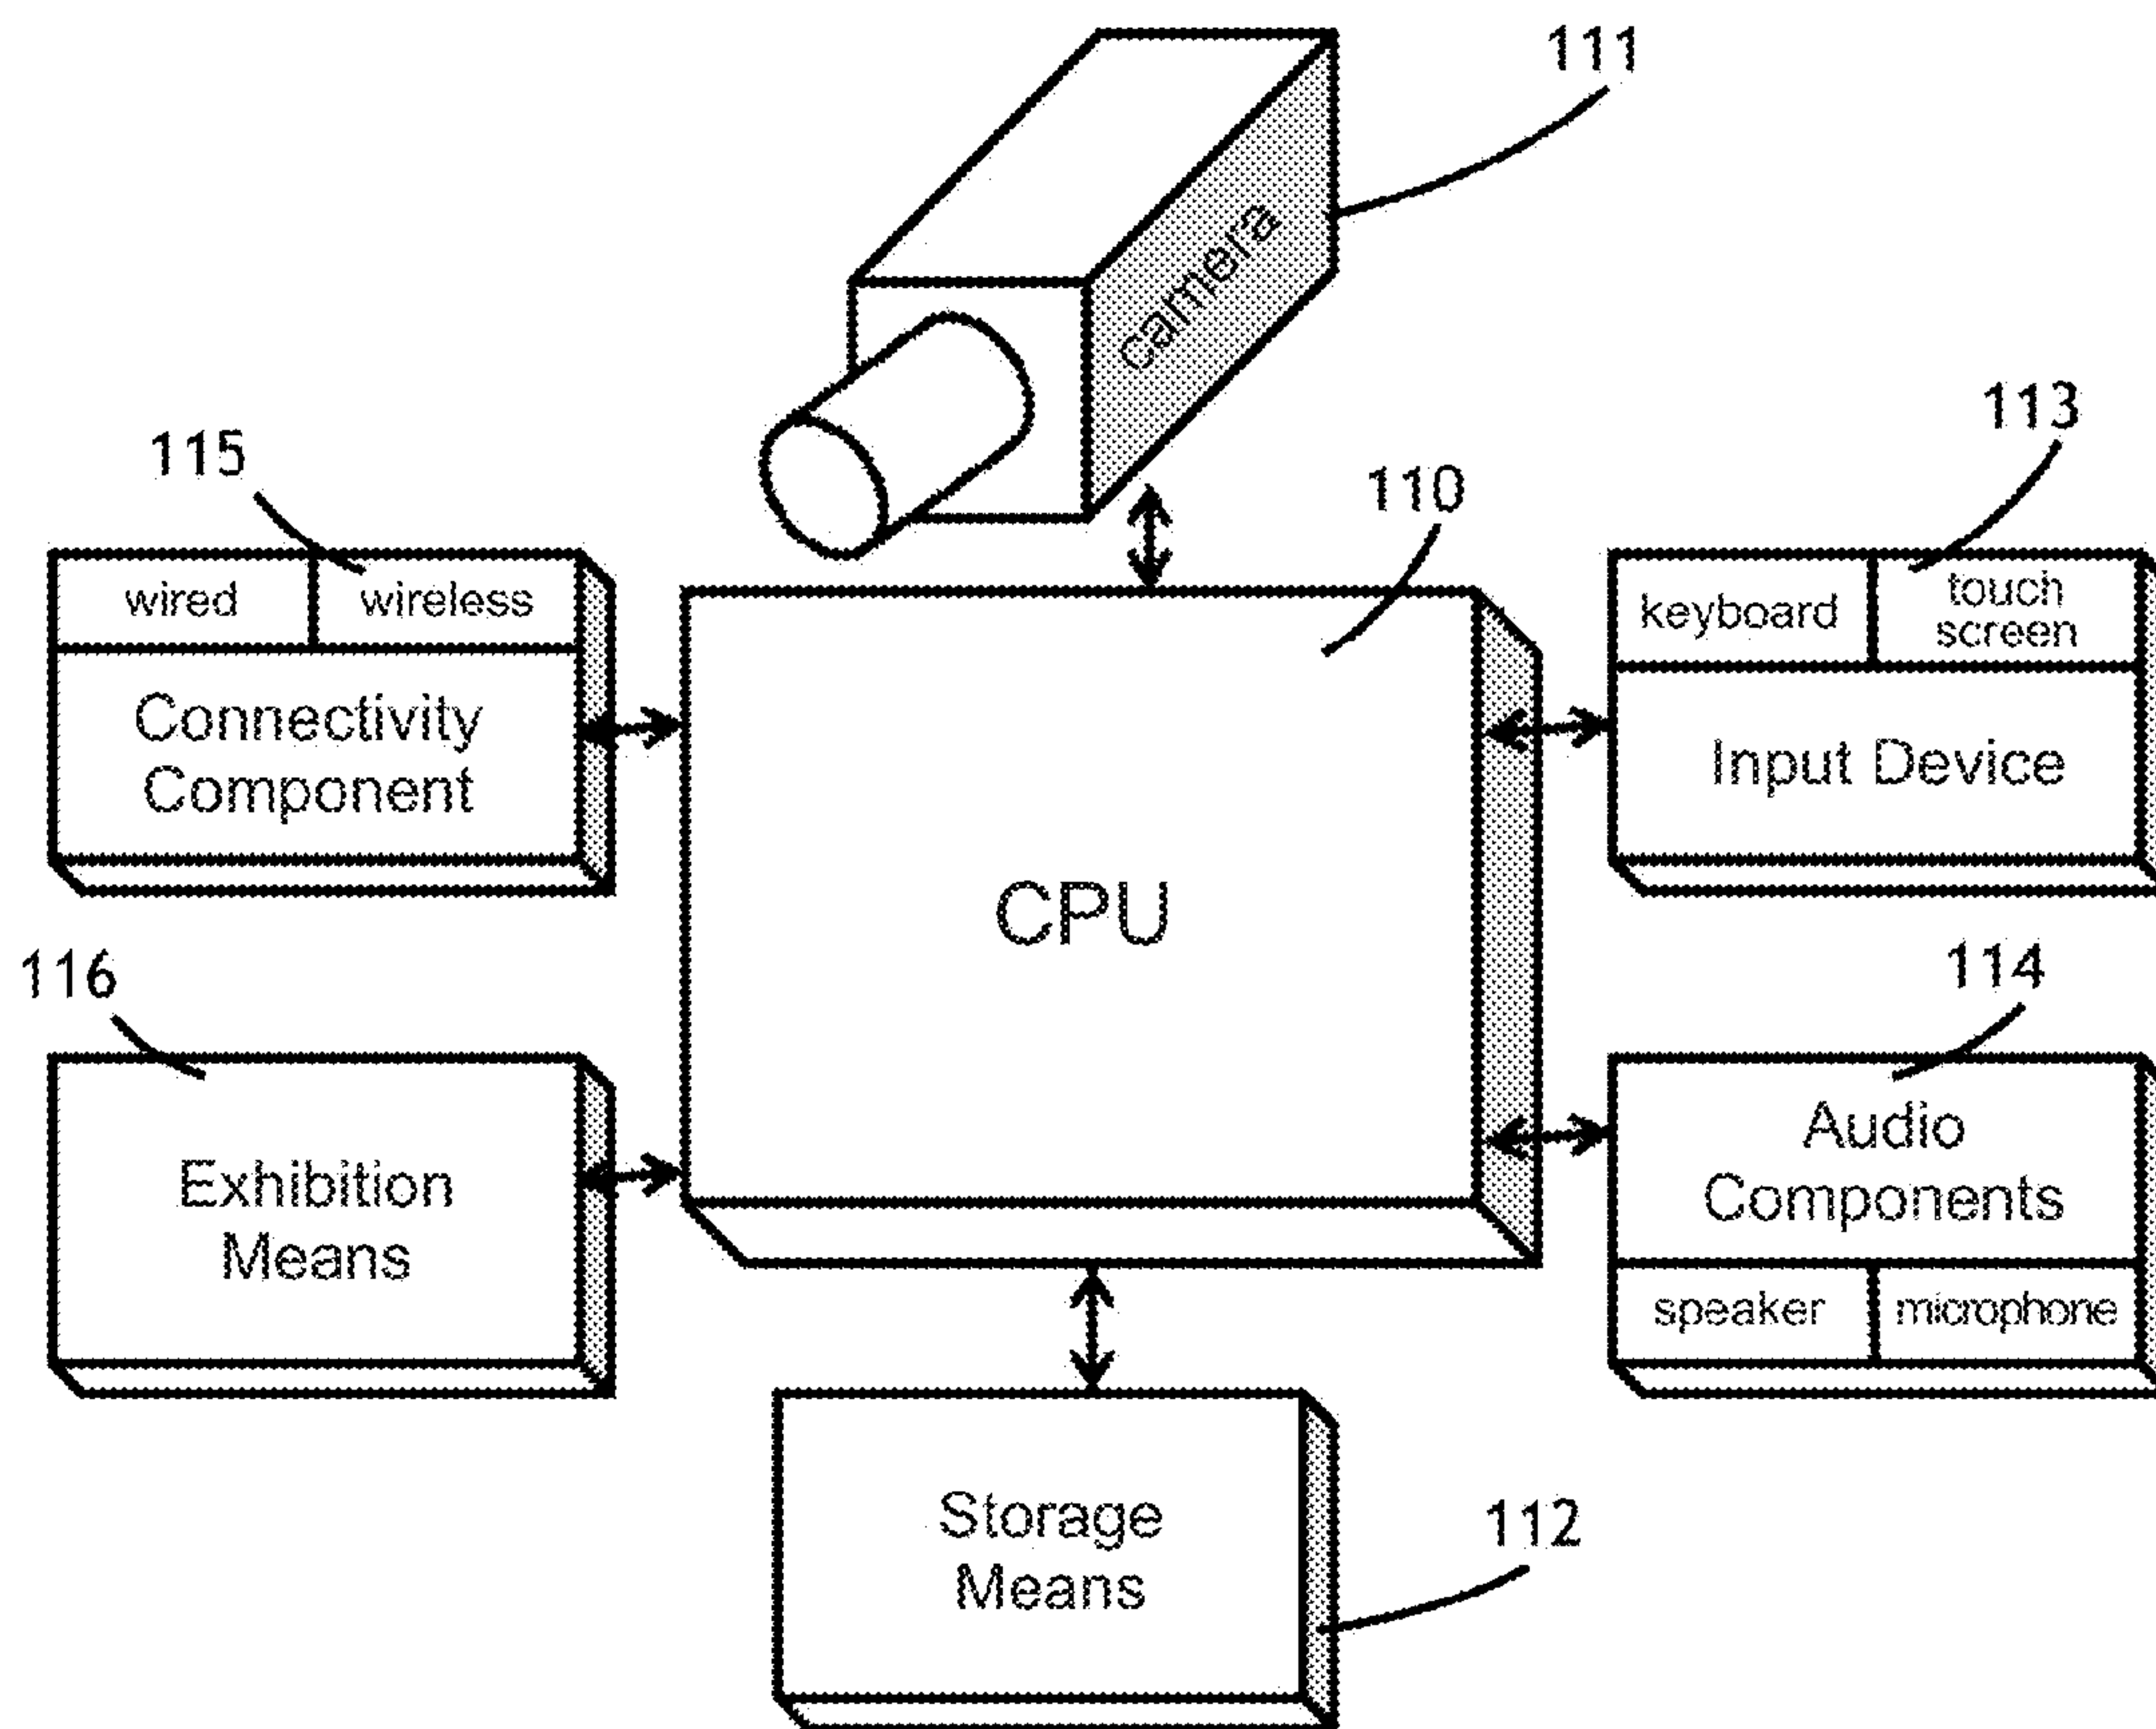 111
camera
113
115
110
wired
wireless
keyboard
touch
screen
Connectivity
Component
Input Device
CPU
116
114
Exhibition
Means
Audio
Components
speaker
microphone
Storage
Means
112